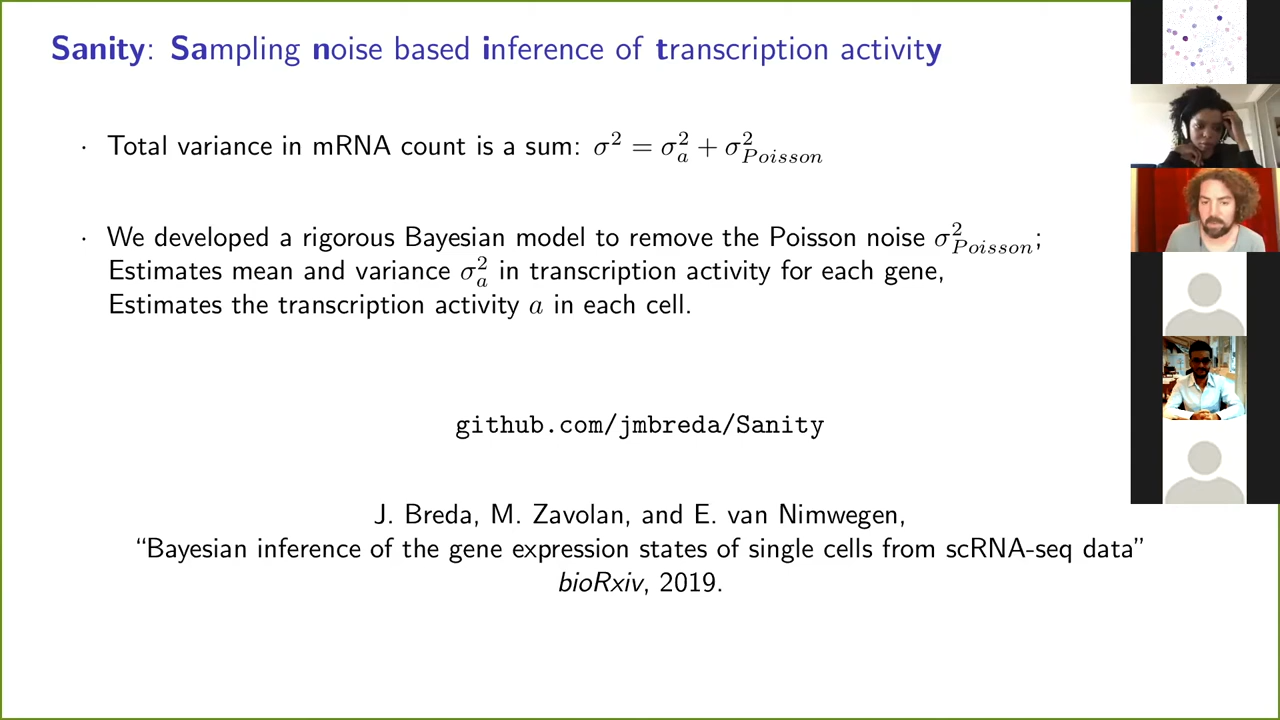 Sanity: Sampling noise based inference of transcription activity
· Total variance in mRNA count is a sum: σ² = σ²ₐ + σ²_Poisson
· We developed a rigorous Bayesian model to remove the Poisson noise σ²_Poisson;
Estimates mean and variance σ²ₐ in transcription activity for each gene,
Estimates the transcription activity a in each cell.
github.com/jmbreda/Sanity
J. Breda, M. Zavolan, and E. van Nimwegen,
“Bayesian inference of the gene expression states of single cells from scRNA-seq data”
bioRxiv, 2019.